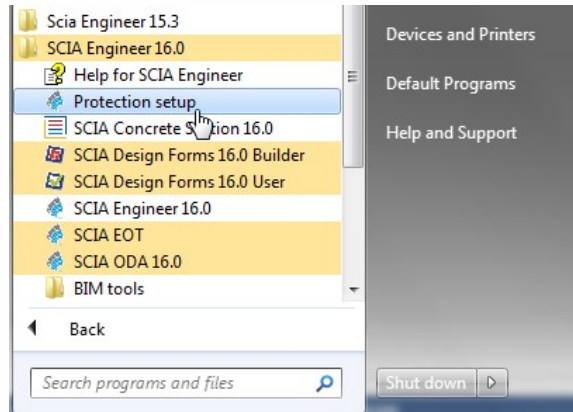 Scia Engineer 15.3
SCIA Engineer 16.0
Help for SCIA Engineer
Protection setup
SCIA Concrete Section 16.0
SCIA Design Forms 16.0 Builder
SCIA Design Forms 16.0 User
SCIA Engineer 16.0
SCIA EOT
SCIA ODA 16.0
BIM tools
Back
Search programs and files
Devices and Printers
Default Programs
Help and Support
Shut down